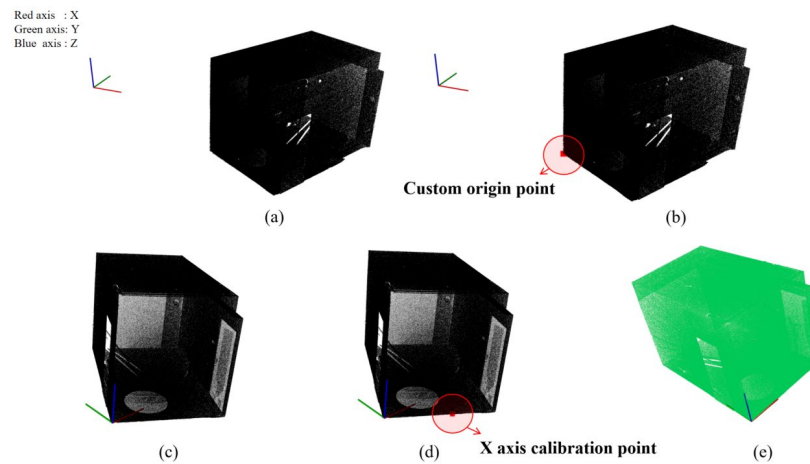 Red axis : X
Green axis: Y
Blue axis : Z
Custom origin point
(a)
(b)
X axis calibration point
(c)
(d)
(e)